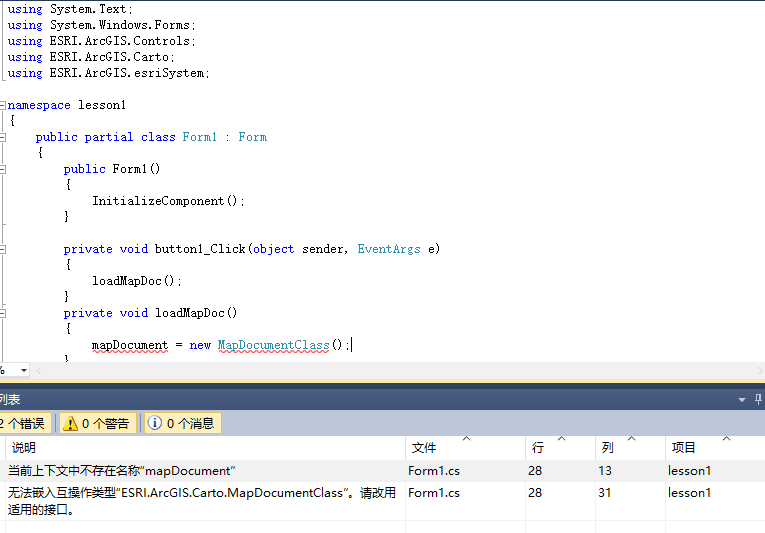 using System.Text;
using System.Windows.Forms;
using ESRI.ArcGIS.Controls;
using ESRI.ArcGIS.Carto;
using ESRI.ArcGIS.esriSystem;
namespace lesson1
{
public partial class Form1 : Form
{
public Form1()
{
InitializeComponent();
}
private void button1_Click(object sender, EventArgs e)
{
loadMapDoc();
}
private void loadMapDoc()
{
mapDocument = new MapDocumentClass();
}
%
列表
2 个错误 0 个警告 0 个消息
说明 文件 行 列 项目
当前上下文中不存在名称“mapDocument” Form1.cs 28 13 lesson1
无法嵌入互操作类型“ESRI.ArcGIS.Carto.MapDocumentClass”。请改用 Form1.cs 28 31 lesson1
适用的接口。